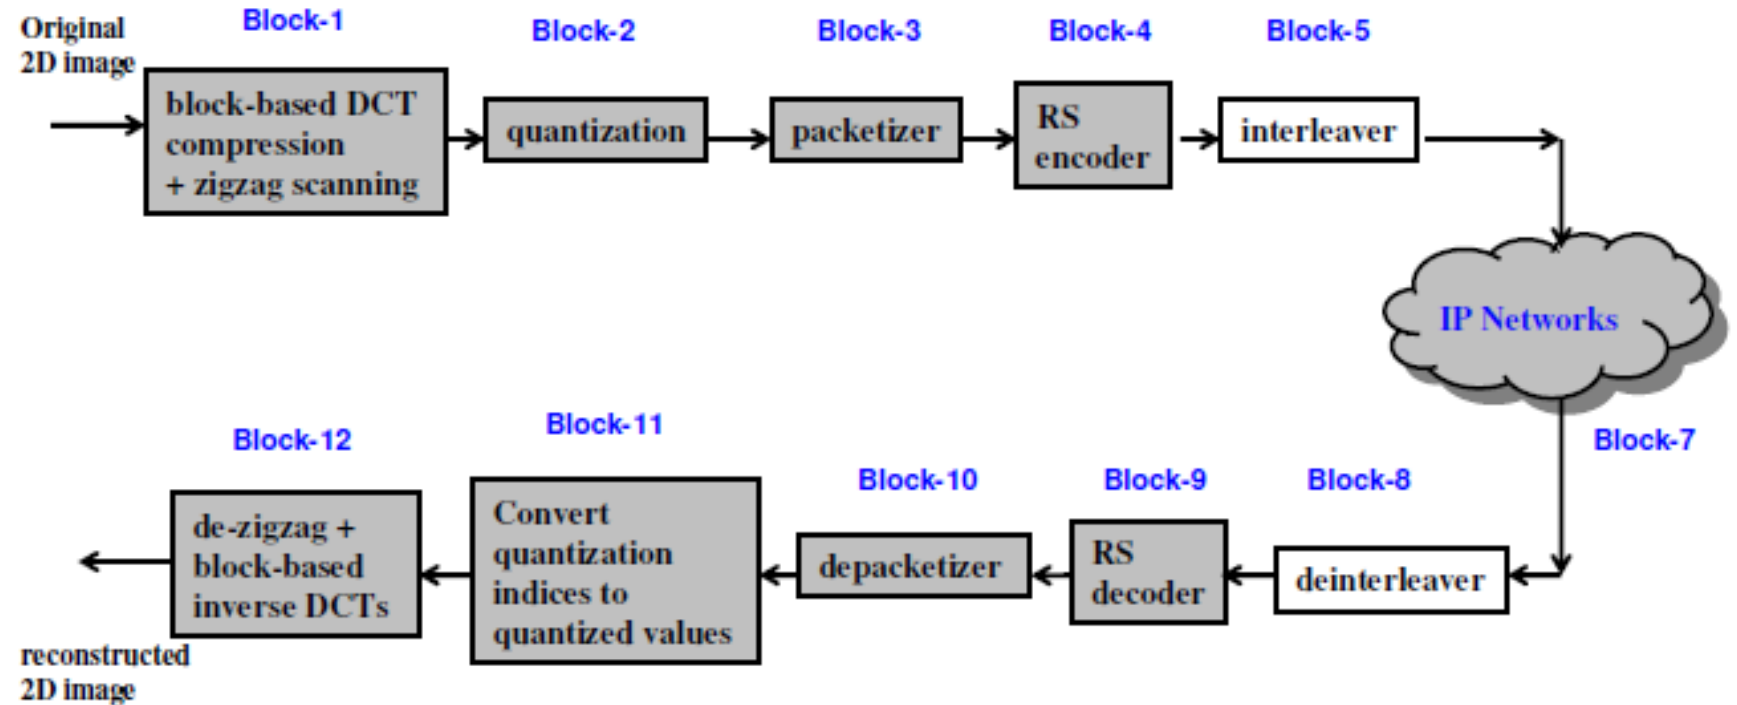 Original
2D image
Block-1
block-based DCT
compression
+ zigzag scanning
Block-2
quantization
Block-3
packetizer
Block-4
RS
encoder
Block-5
interleaver
IP Networks
Block-7
Block-8
deinterleaver
Block-9
RS
decoder
Block-10
depacketizer
Block-11
Convert
quantization
indices to
quantized values
Block-12
de-zigzag +
block-based
inverse DCTs
reconstructed
2D image